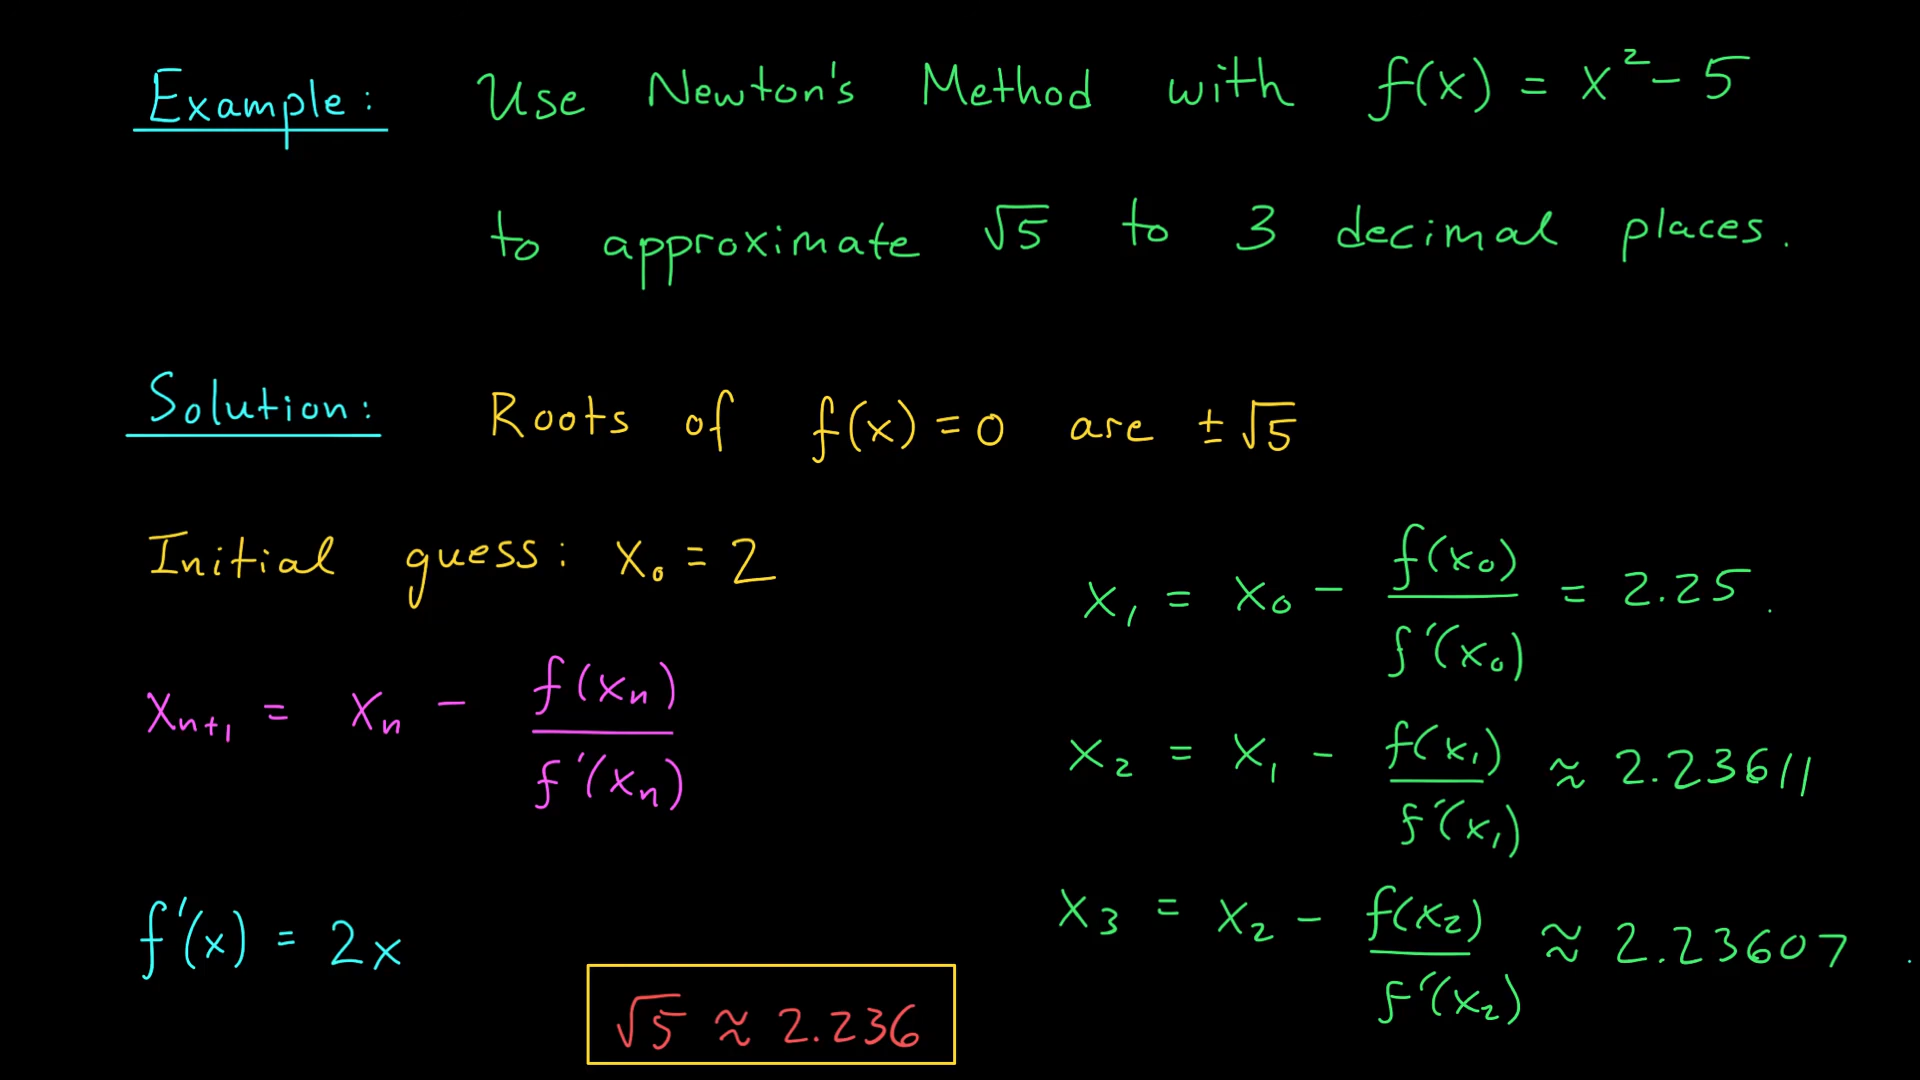 Example: Use Newton's Method with f(x) = x² - 5
to approximate √5 to 3 decimal places.
Solution: Roots of f(x) = 0 are ±√5
Initial guess: x₀ = 2
xₙ₊₁ = xₙ - f(xₙ)/f'(xₙ)
f'(x) = 2x
x₁ = x₀ - f(x₀)/f'(x₀) = 2.25.
x₂ = x₁ - f(x₁)/f'(x₁) ≈ 2.23611
x₃ = x₂ - f(x₂)/f'(x₂) ≈ 2.23607.
√5 ≈ 2.236